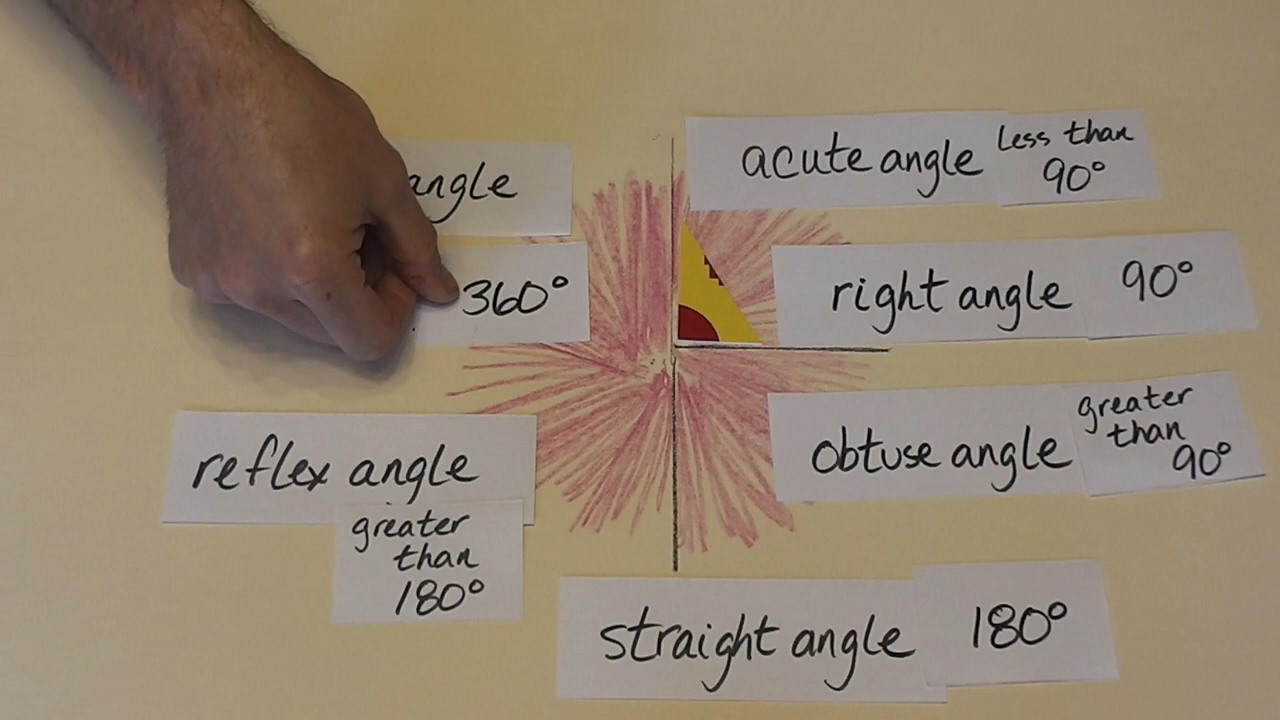 angle
360°
acute angle
less than
90°
right angle 90°
obtuse angle
greater
than
90°
reflex angle
greater
than
180°
straight angle 180°